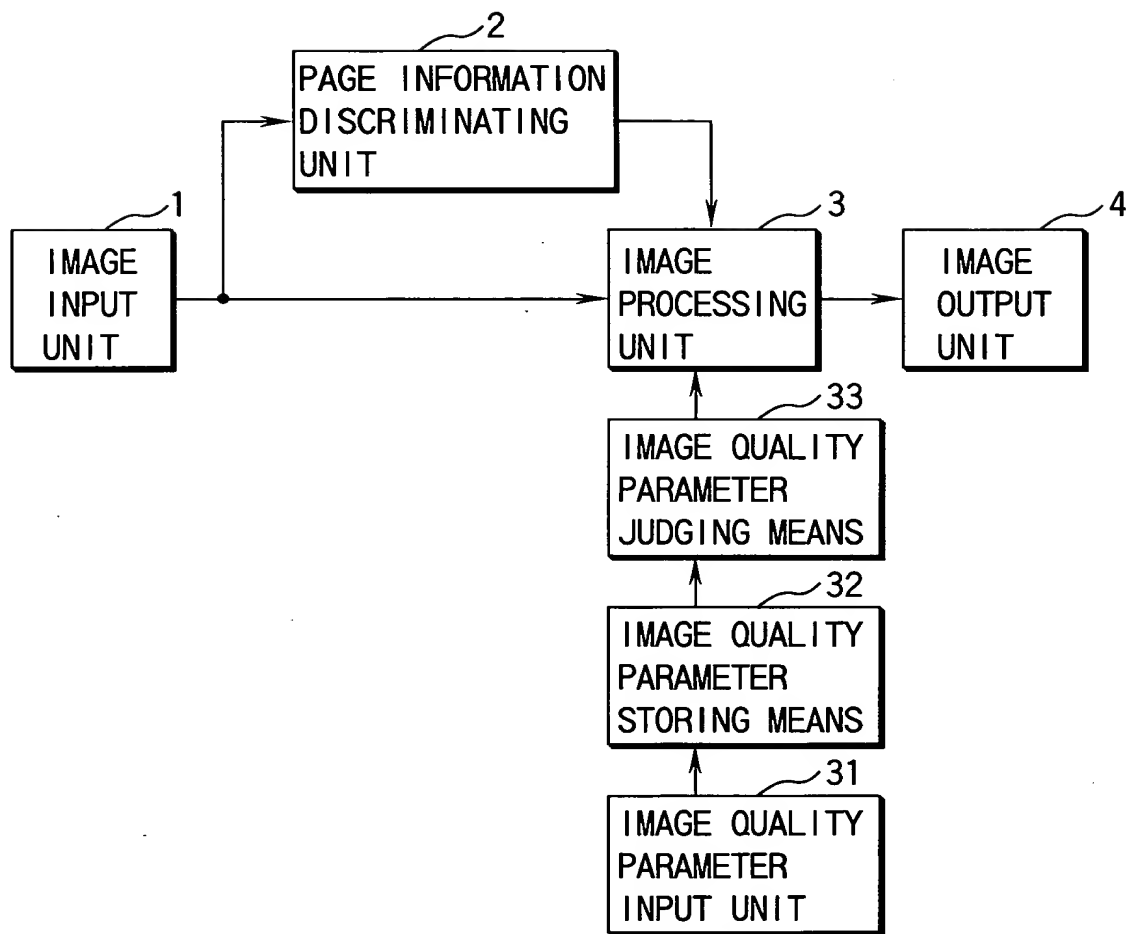 2
PAGE INFORMATION
DISCRIMINATING
UNIT
1
IMAGE
INPUT
UNIT
3
IMAGE
PROCESSING
UNIT
4
IMAGE
OUTPUT
UNIT
33
IMAGE QUALITY
PARAMETER
JUDGING MEANS
32
IMAGE QUALITY
PARAMETER
STORING MEANS
31
IMAGE QUALITY
PARAMETER
INPUT UNIT